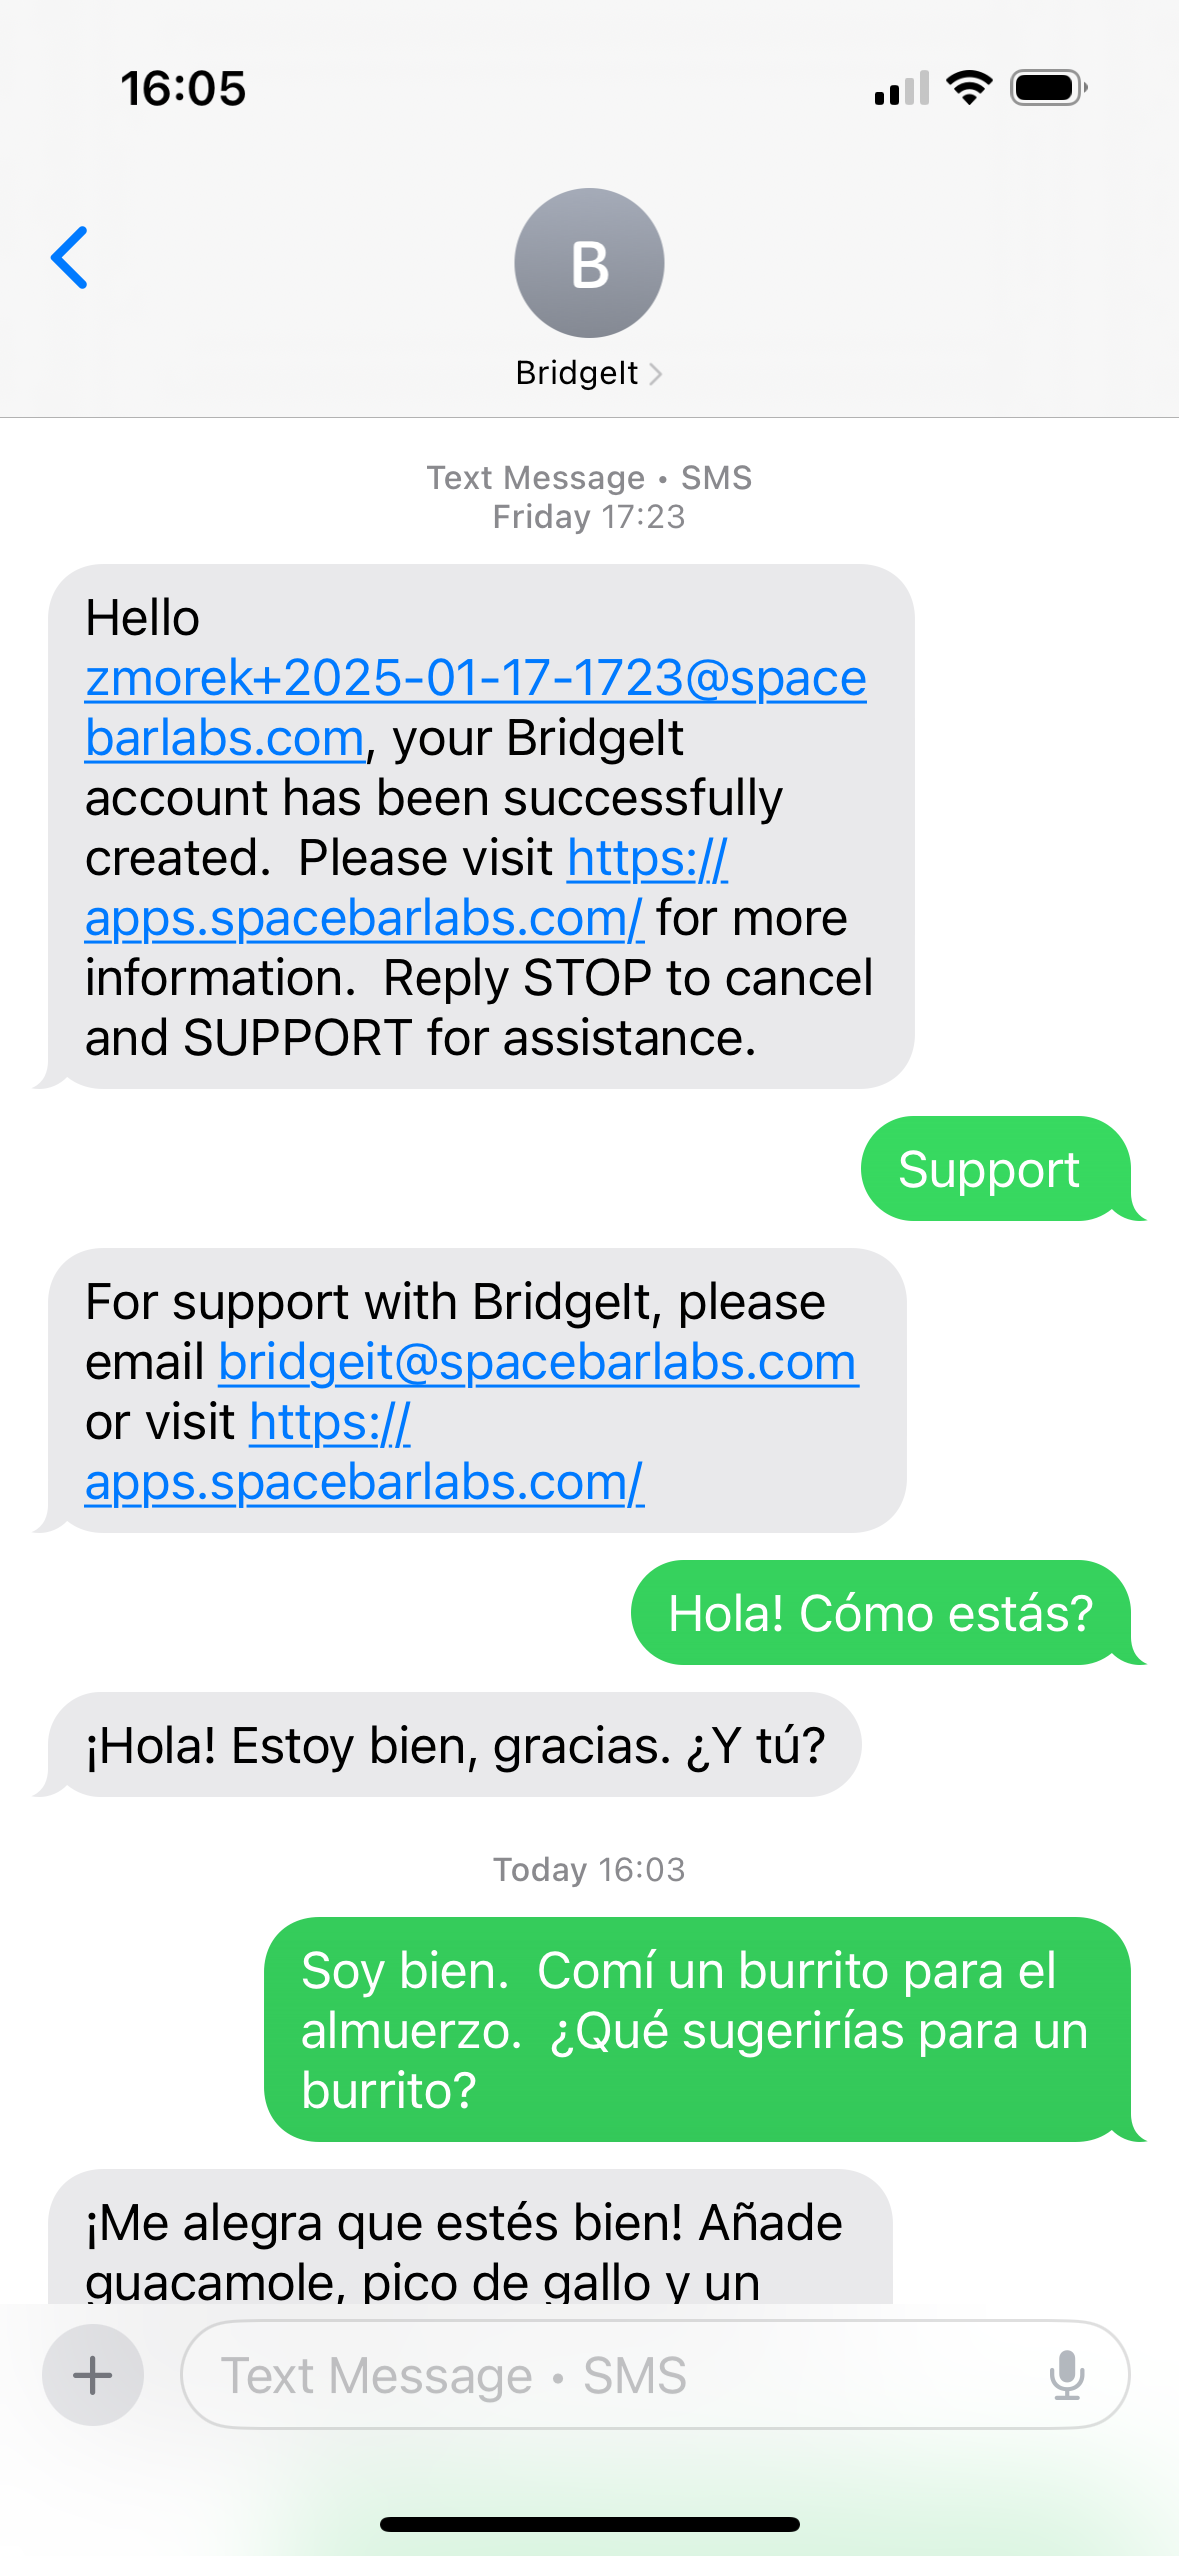 16:05
B
BridgeIt
Text Message • SMS
Friday 17:23
Hello
zmorek+2025-01-17-1723@space
barlabs.com, your BridgeIt
account has been successfully
created.  Please visit https://
apps.spacebarlabs.com/ for more
information.  Reply STOP to cancel
and SUPPORT for assistance.
Support
For support with BridgeIt, please
email bridgeit@spacebarlabs.com
or visit https://
apps.spacebarlabs.com/
Hola! Cómo estás?
¡Hola! Estoy bien, gracias. ¿Y tú?
Today 16:03
Soy bien.  Comí un burrito para el
almuerzo.  ¿Qué sugerirías para un
burrito?
¡Me alegra que estés bien! Añade
guacamole, pico de gallo y un
Text Message • SMS